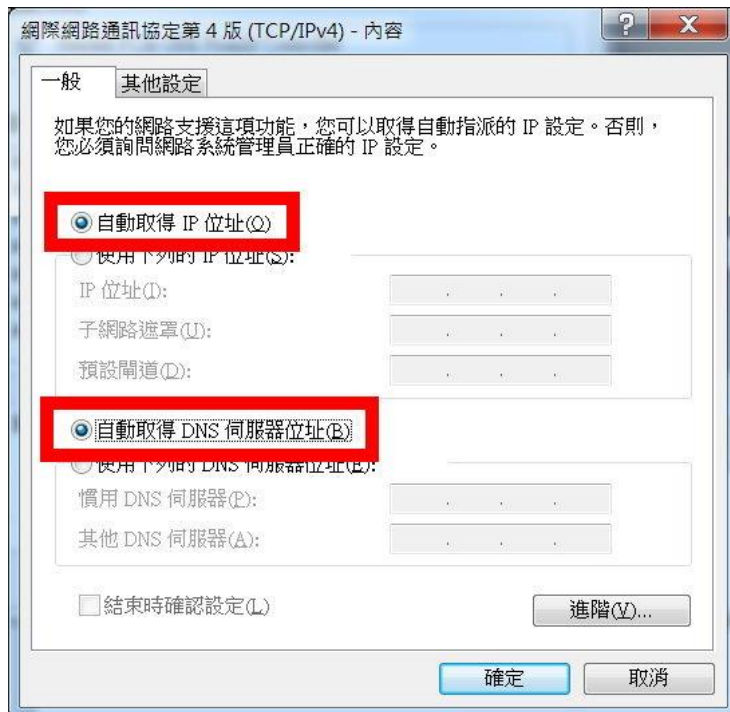 網際網路通訊協定第 4 版 (TCP/IPv4) - 內容
一般
其他設定
如果您的網路支援這項功能，您可以取得自動指派的 IP 設定。否則，
您必須詢問網路系統管理員正確的 IP 設定。
自動取得 IP 位址(O)
使用下列的 IP 位址(S):
IP 位址(I):
子網路遮罩(U):
預設閘道(D):
自動取得 DNS 伺服器位址(B)
使用下列的 DNS 伺服器位址(E):
慣用 DNS 伺服器(P):
其他 DNS 伺服器(A):
結束時確認設定(L)
進階(V)...
確定
取消